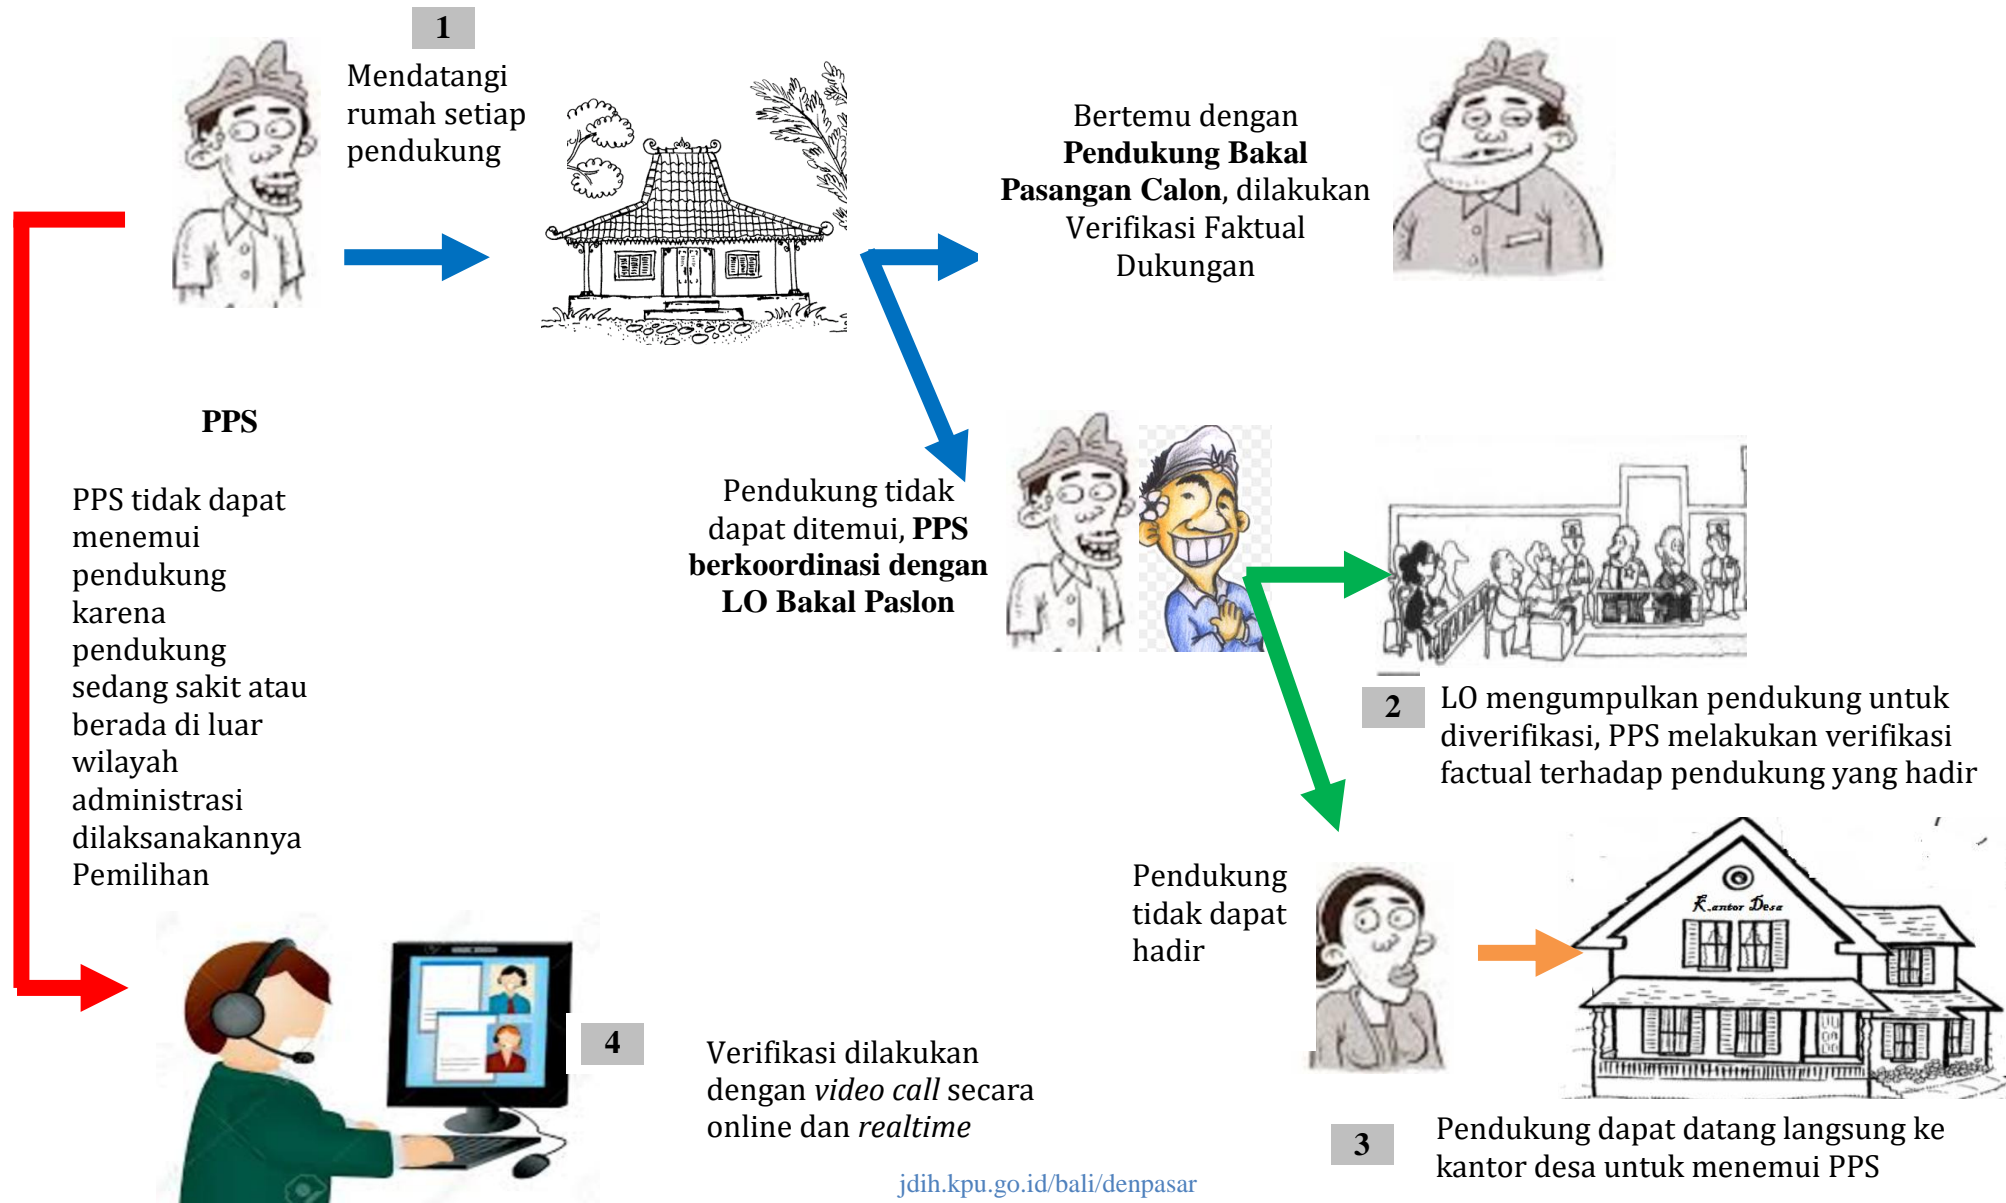 1
Mendatangi
rumah setiap
pendukung
Bertemu dengan
Pendukung Bakal
Pasangan Calon, dilakukan
Verifikasi Faktual
Dukungan
PPS
PPS tidak dapat
menemui
pendukung
karena
pendukung
sedang sakit atau
berada di luar
wilayah
administrasi
dilaksanakannya
Pemilihan
Pendukung tidak
dapat ditemui, PPS
berkoordinasi dengan
LO Bakal Paslon
2
LO mengumpulkan pendukung untuk
diverifikasi, PPS melakukan verifikasi
factual terhadap pendukung yang hadir
Pendukung
tidak dapat
hadir
Kantor Desa
4
Verifikasi dilakukan
dengan video call secara
online dan realtime
3
Pendukung dapat datang langsung ke
kantor desa untuk menemui PPS
jdih.kpu.go.id/bali/denpasar